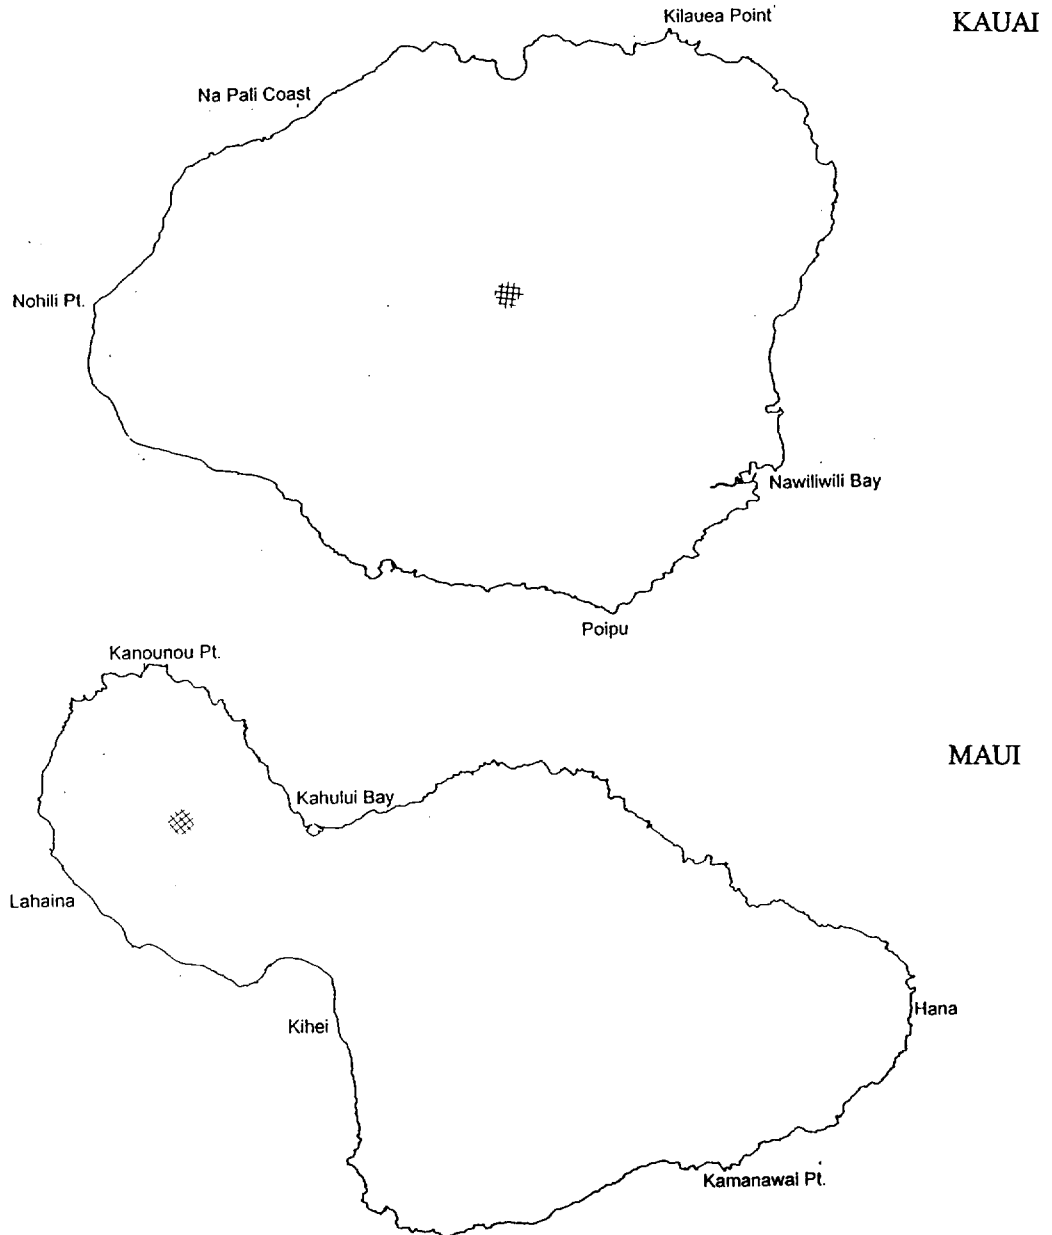 Kilauea Point
KAUAI
Na Pali Coast
Nohili Pt.
Nawiliwili Bay
Poipu
Kanounou Pt.
MAUI
Kahului Bay
Lahaina
Hana
Kihei
Kamanawai Pt.